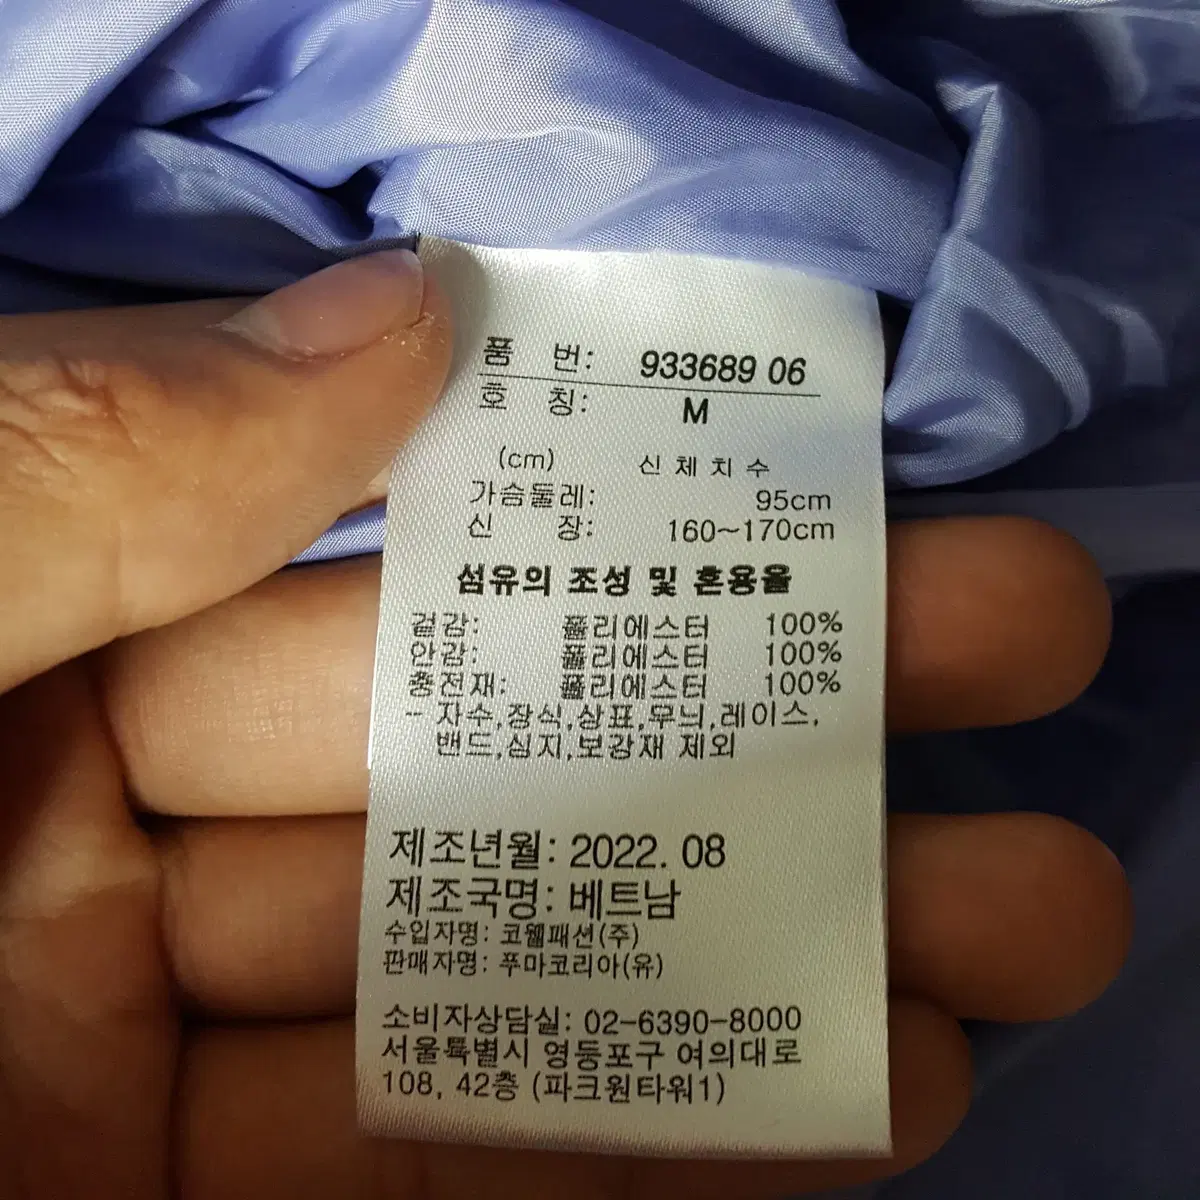 품 번: 933689 06
호 칭: M
(cm) 신체치수
가슴둘레: 95cm
신 장: 160~170cm
섬유의 조성 및 혼용율
겉감: 폴리에스터 100%
안감: 폴리에스터 100%
충전재: 폴리에스터 100%
- 자수,장식,상표,무늬,레이스,
밴드,심지,보강재 제외
제조년월: 2022. 08
제조국명: 베트남
수입자명: 코웰패션(주)
판매자명: 푸마코리아(유)
소비자상담실: 02-6390-8000
서울특별시 영등포구 여의대로
108, 42층 (파크원타워1)